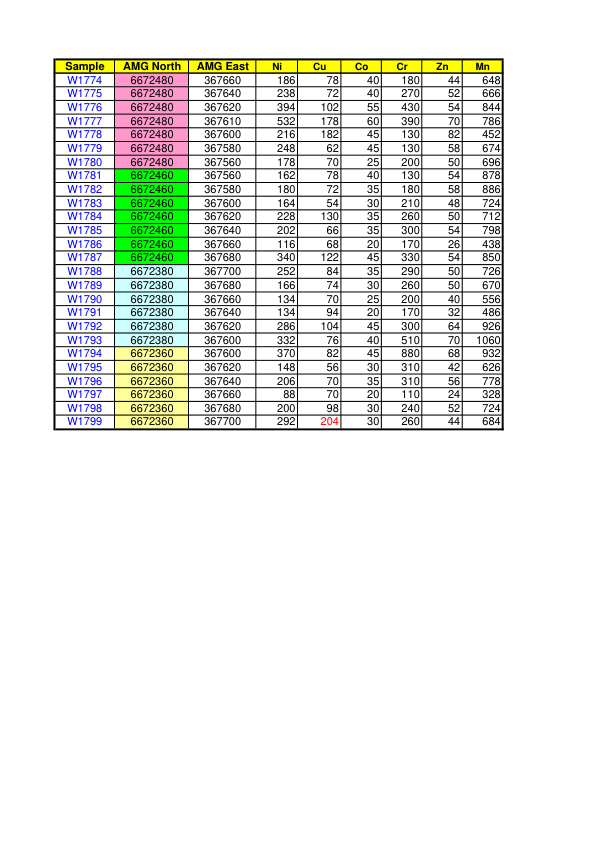 Sample AMG North AMG East Ni Cu Co Cr Zn Mn
W1774 6672480 367660 186 78 40 180 44 648
W1775 6672480 367640 238 72 40 270 52 666
W1776 6672480 367620 394 102 55 430 54 844
W1777 6672480 367610 532 178 60 390 70 786
W1778 6672480 367600 216 182 45 130 82 452
W1779 6672480 367580 248 62 45 130 58 674
W1780 6672480 367560 178 70 25 200 50 696
W1781 6672460 367560 162 78 40 130 54 878
W1782 6672460 367580 180 72 35 180 58 886
W1783 6672460 367600 164 54 30 210 48 724
W1784 6672460 367620 228 130 35 260 50 712
W1785 6672460 367640 202 66 35 300 54 798
W1786 6672460 367660 116 68 20 170 26 438
W1787 6672460 367680 340 122 45 330 54 850
W1788 6672380 367700 252 84 35 290 50 726
W1789 6672380 367680 166 74 30 260 50 670
W1790 6672380 367660 134 70 25 200 40 556
W1791 6672380 367640 134 94 20 170 32 486
W1792 6672380 367620 286 104 45 300 64 926
W1793 6672380 367600 332 76 40 510 70 1060
W1794 6672360 367600 370 82 45 880 68 932
W1795 6672360 367620 148 56 30 310 42 626
W1796 6672360 367640 206 70 35 310 56 778
W1797 6672360 367660 88 70 20 110 24 328
W1798 6672360 367680 200 98 30 240 52 724
W1799 6672360 367700 292 204 30 260 44 684